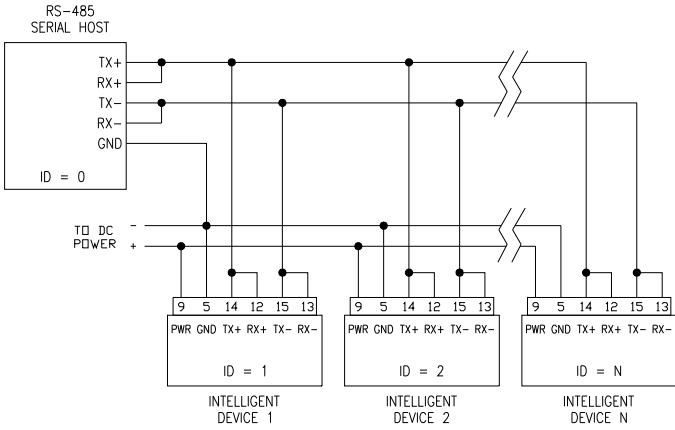 RS-485
SERIAL HOST
TX+
RX+
TX-
RX-
GND
ID = 0
TO DC -
POWER +
9 5 14 12 15 13
PWR GND TX+ RX+ TX- RX-
ID = 1
INTELLIGENT
DEVICE 1
9 5 14 12 15 13
PWR GND TX+ RX+ TX- RX-
ID = 2
INTELLIGENT
DEVICE 2
9 5 14 12 15 13
PWR GND TX+ RX+ TX- RX-
ID = N
INTELLIGENT
DEVICE N